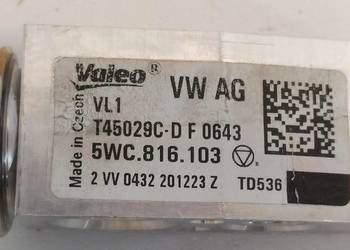 Valeo ® VW AG
Made in Czech
VL1
T45029C-D F 0643
5WC.816.103
2 VV 0432 201223 Z TD536